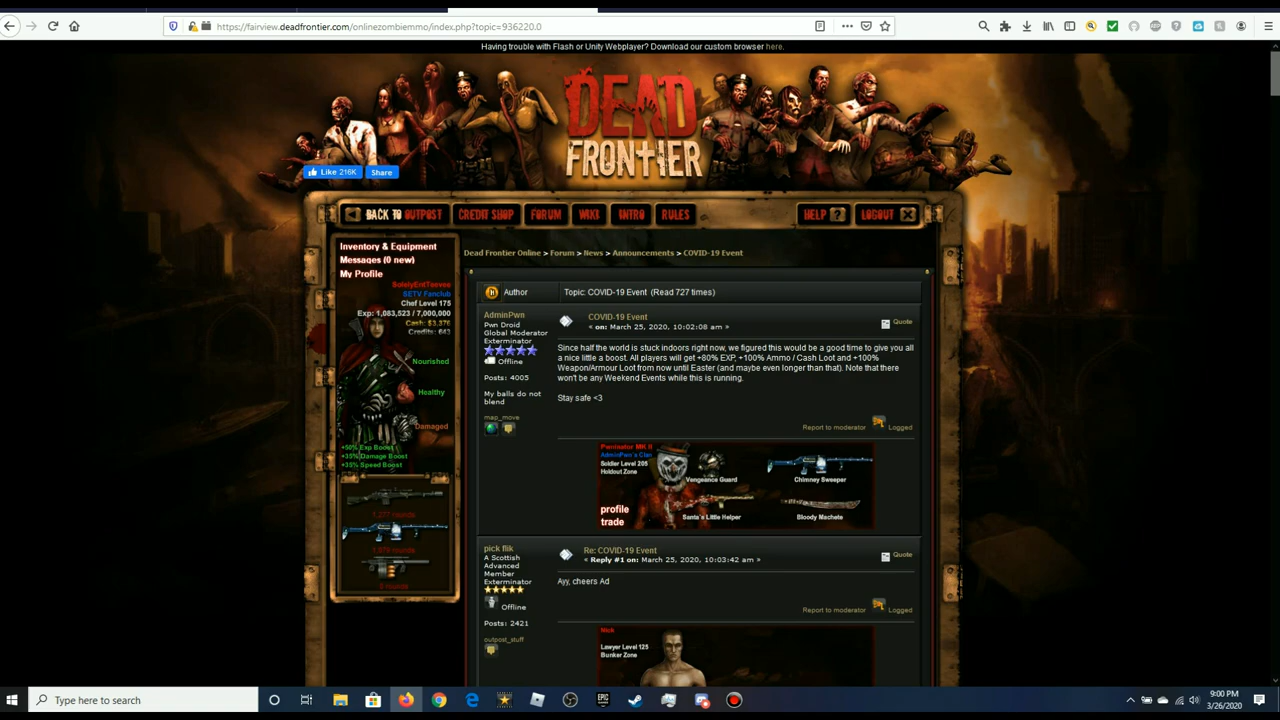 https://fairview.deadfrontier.com/onlinezombiemmo/index.php?topic=936220.0
Having trouble with Flash or Unity Webplayer? Download our custom browser here.
DEAD
FRONTIER
Like 216K
Share
BACK TO OUTPOST
CREDIT SHOP
FORUM
WIKI
INTRO
RULES
HELP ?
LOGOUT
Inventory & Equipment
Messages (0 new)
My Profile
SolelyEntTeevee
BETV Fanclub
Chef Level 175
Exp: 1,083,523 / 7,000,000
Cash: $3,376
Credits: 643
Nourished
Healthy
Damaged
+50% Exp Boost
+35% Damage Boost
+35% Speed Boost
Dead Frontier Online > Forum > News > Announcements > COVID-19 Event
Author
Topic: COVID-19 Event (Read 727 times)
AdminPwn
Pwn Droid
Global Moderator
Exterminator
Offline
Posts: 4005
My balls do not
blend
map_move
COVID-19 Event
« on: March 25, 2020, 10:02:08 am »
Quote
Since half the world is stuck indoors right now, we figured this would be a good time to give you all
a nice little a boost. All players will get +80% EXP, +100% Ammo / Cash Loot and +100%
Weapon/Armour Loot from now until Easter (and maybe even longer than that). Note that there
won't be any Weekend Events while this is running.
Stay safe <3
Report to moderator
Logged
Pwninator MK II
AdminPwn's Clan
Soldier Level 205
Holdout Zone
Vengeance Guard
Chimney Sweeper
Santa's Little Helper
Bloody Machete
profile
trade
pick flik
A Scottish
Advanced
Member
Exterminator
Offline
Posts: 2421
outpost_stuff
Re: COVID-19 Event
« Reply #1 on: March 25, 2020, 10:03:42 am »
Quote
Ayy, cheers Ad
Report to moderator
Logged
Nick
Lawyer Level 125
Bunker Zone
Type here to search
9:00 PM
3/26/2020